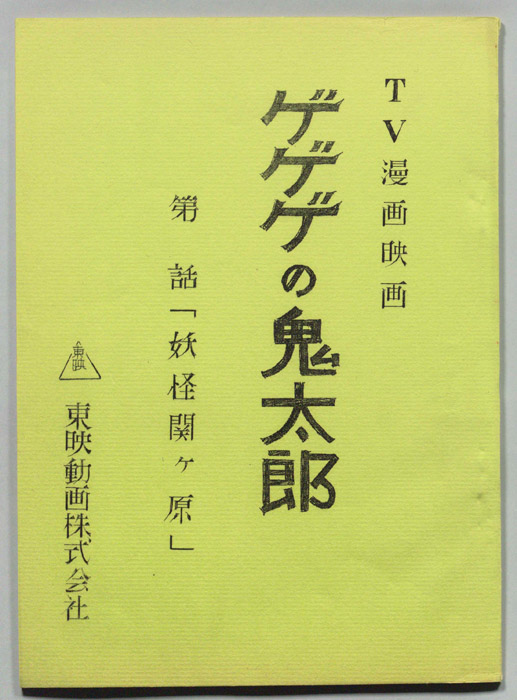 TV漫画映画
ゲゲゲの鬼太郎
第　話「妖怪関ヶ原」
東映
東映動画株式会社